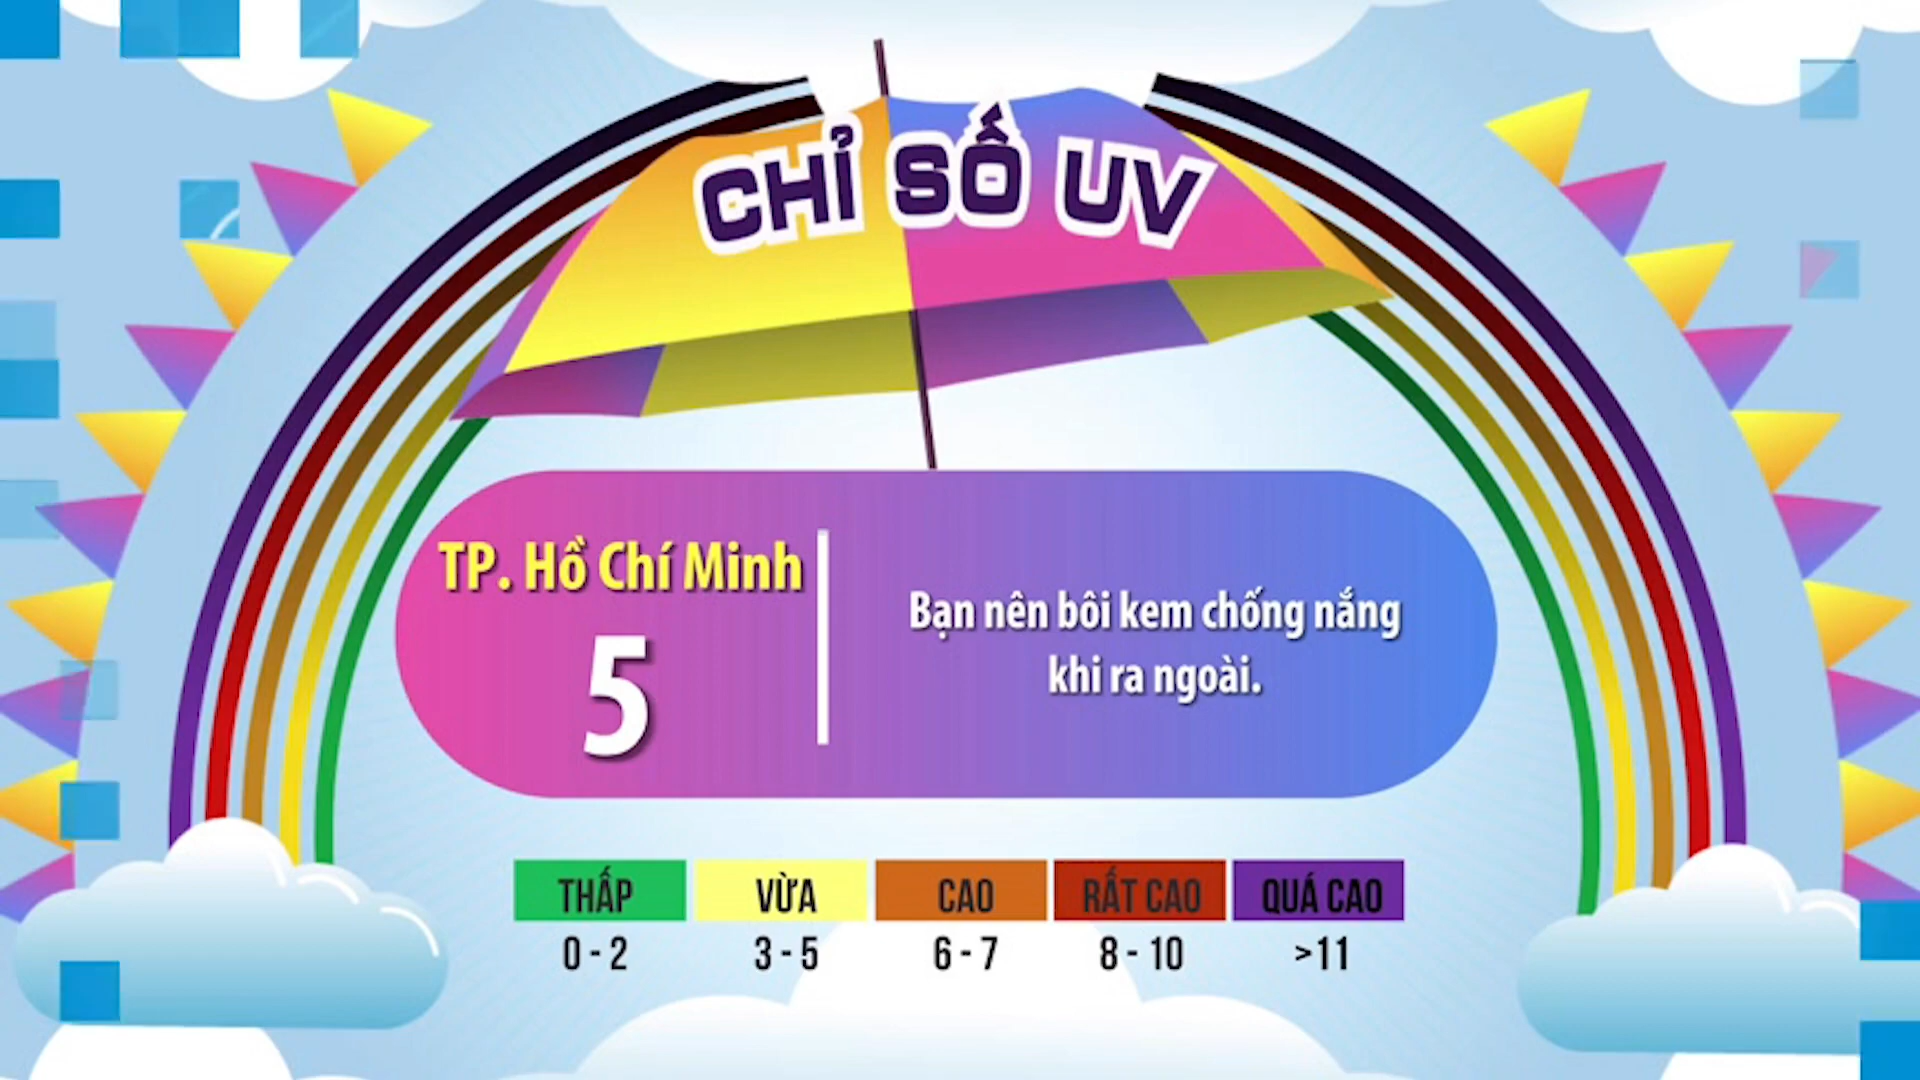 CHỈ SỐ UV
TP. Hồ Chí Minh
5
Bạn nên bôi kem chống nắng
khi ra ngoài.
THẤP
VỪA
CAO
RẤT CAO
QUÁ CAO
0 - 2
3 - 5
6 - 7
8 - 10
>11